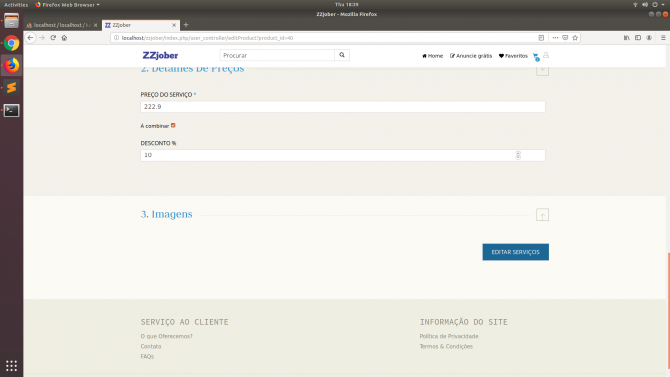 Activities
Firefox Web Browser
Thu 18:59
ZZjober - Mozilla Firefox
localhost / localhost /
ZZjober
localhost/zzjober/index.php/user_controller/editProduct?product_id=40
ZZjober
Procurar
Home
Anuncie grátis
Favoritos
2. Detalhes De Preços
PREÇO DO SERVIÇO *
222.9
A combinar
DESCONTO %
10
3. Imagens
EDITAR SERVIÇOS
SERVIÇO AO CLIENTE
INFORMAÇÃO DO SITE
O que Oferecemos?
Política de Privacidade
Contato
Termos & Condições
FAQs